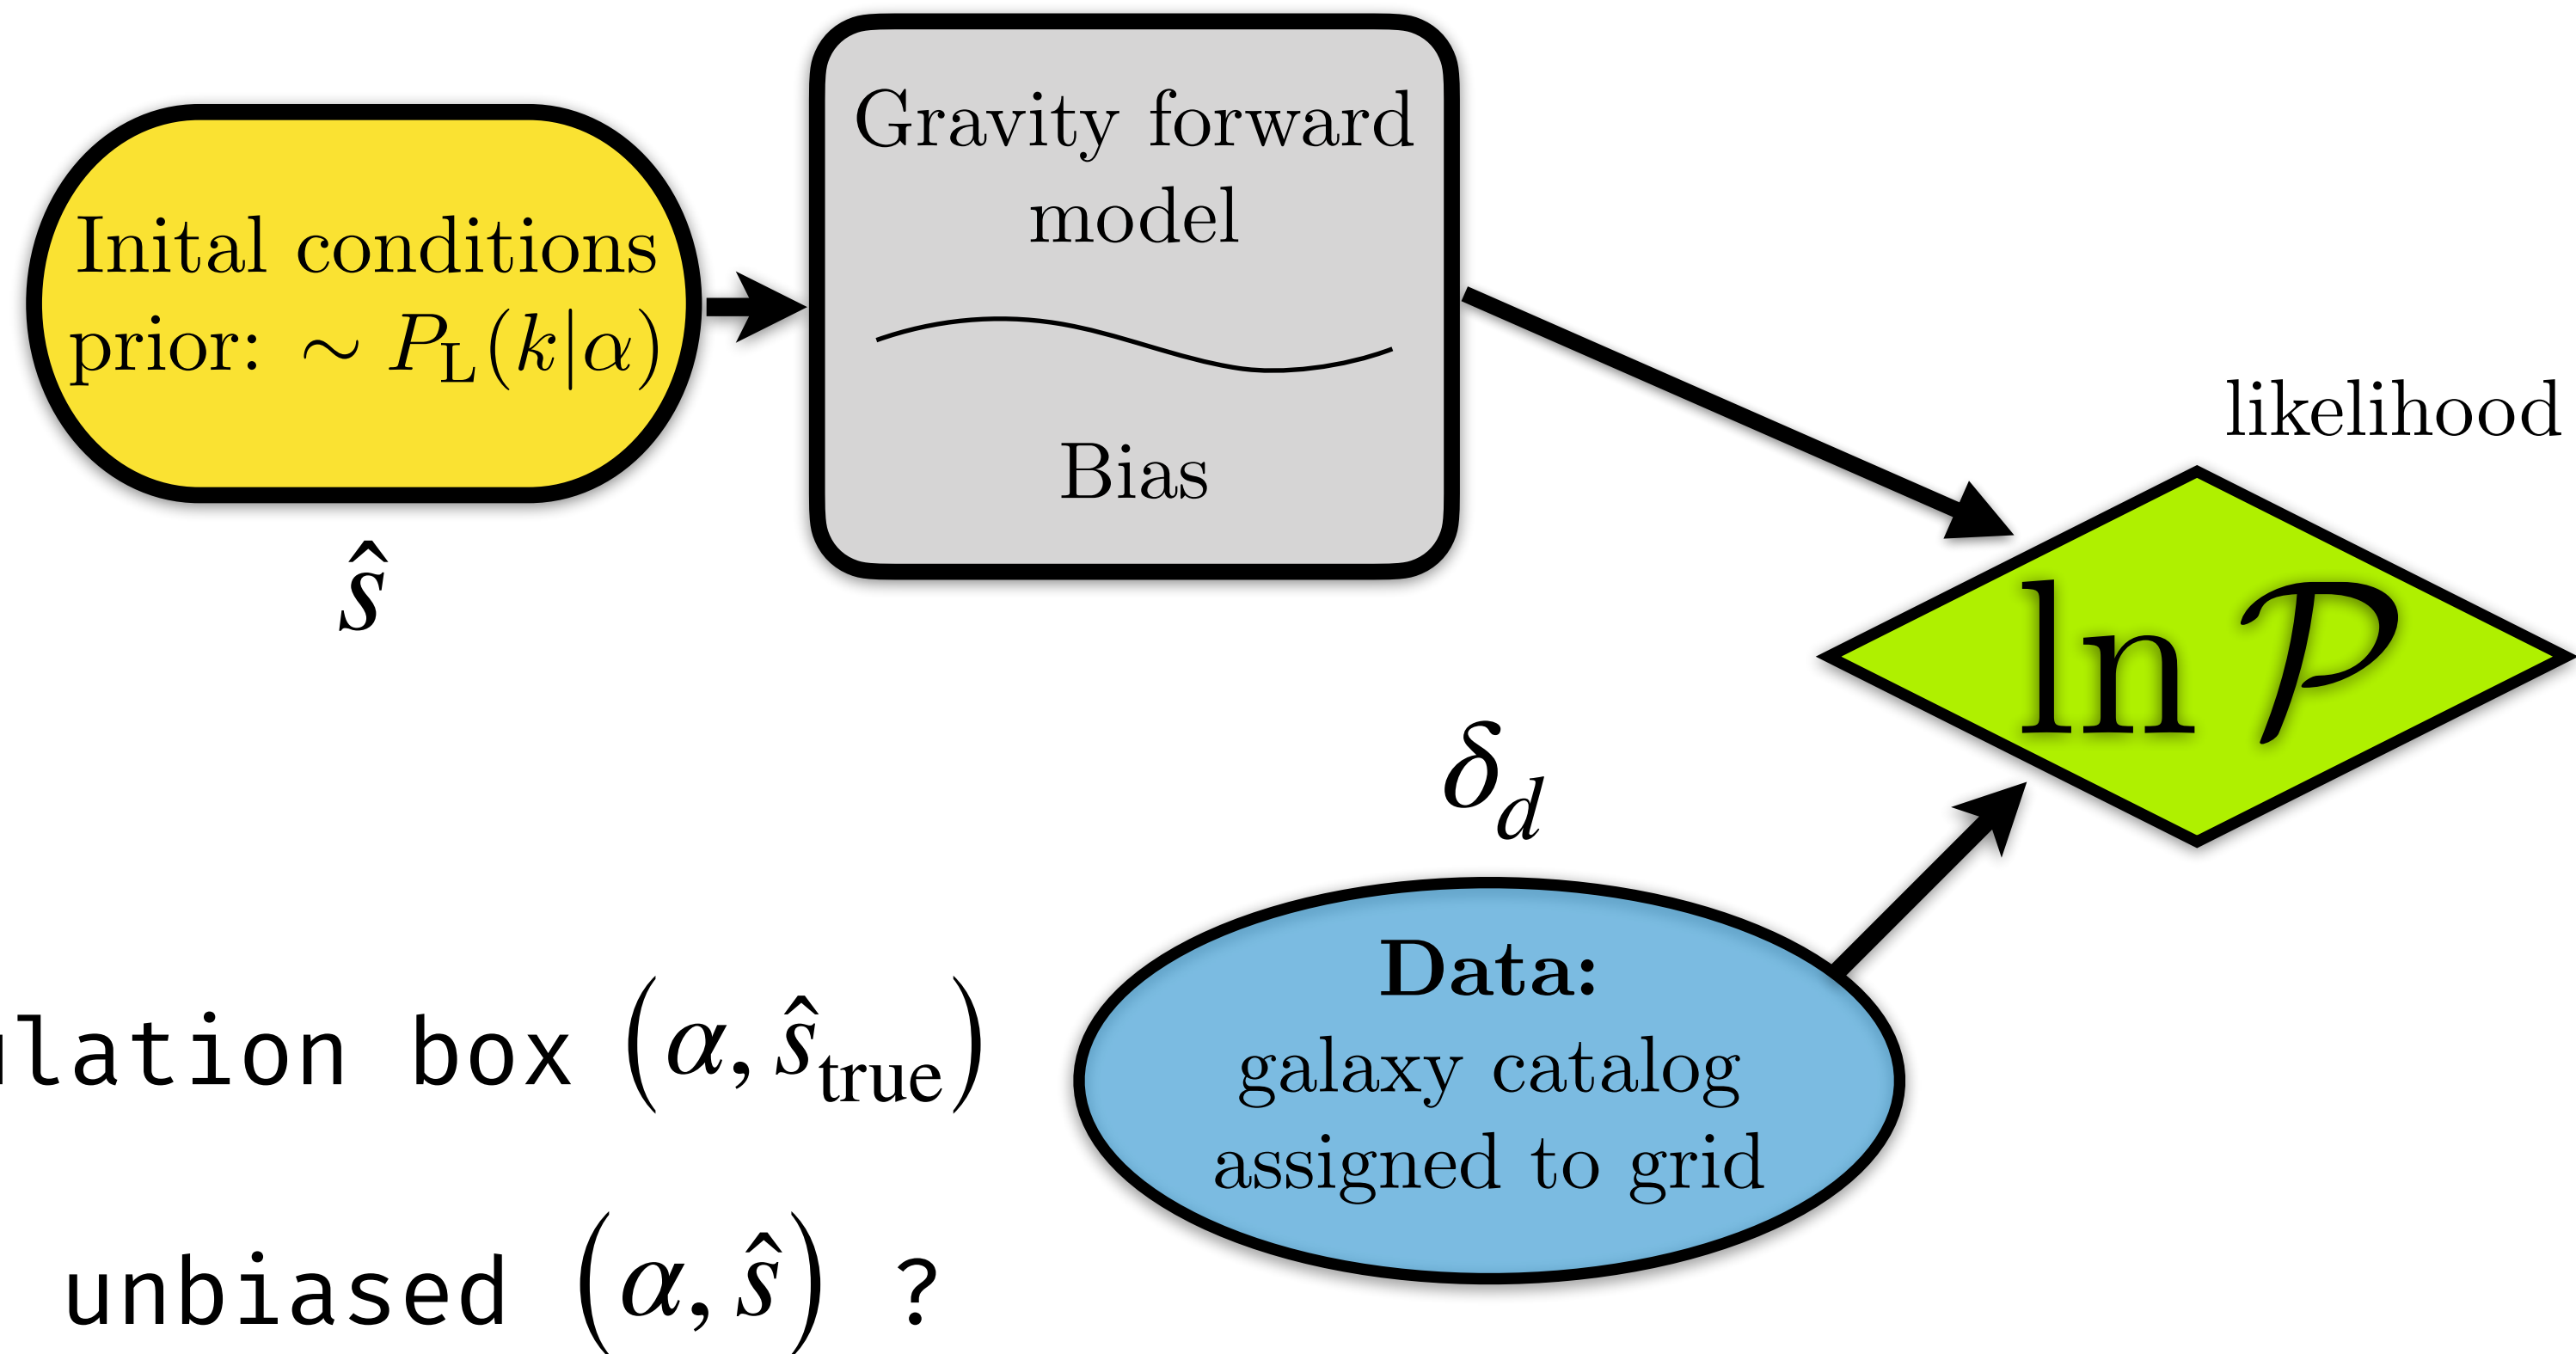 Inital conditions
prior: ∼ P_L(k|α)
ŝ
Gravity forward
model
Bias
likelihood
ln 𝒫
δ_d
Data:
galaxy catalog
assigned to grid
box (α, ŝ_true)
unbiased (α, ŝ) ?